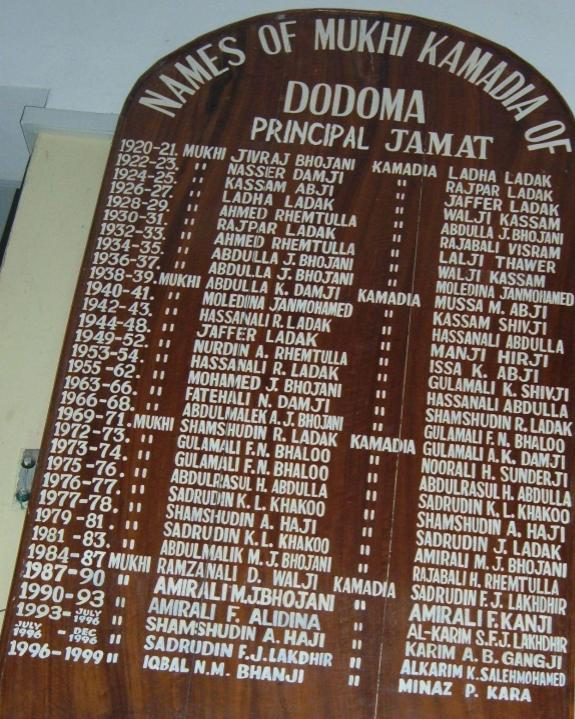 NAMES OF MUKHI KAMADIA OF
DODOMA
PRINCIPAL JAMAT
1920-21. MUKHI JIVRAJ BHOJANI KAMADIA LADHA LADAK
1922-23. " NASSIER DAMJI " RAJPAR LADAK
1924-25. " KASSAM ABJI " JAFFER LADAK
1926-27. " LADHA LADAK " WALJI KASSAM
1928-29. " AHMED RHEMTULLA " ABDULLA J. BHOJANI
1930-31. " RAJPAR LADAK " RAJABALI VISRAM
1932-33. " AHMED RHEMTULLA " LALJI THAWER
1934-35. " ABDULLA J. BHOJANI " WALJI KASSAM
1936-37. " ABDULLA J. BHOJANI " MOLEDINA JANMOHAMED
1938-39. MUKHI ABDULLA K. DAMJI KAMADIA MUSSA M. ABJI
1940-41. " MOLEDINA JANMOHAMED " KASSAM SHIVJI
1942-43. " HASSANALI R. LADAK " HASSANALI ABDULLA
1944-48. " JAFFER LADAK " MANJI HIRJI
1949-52. " NURDIN A. RHEMTULLA " ISSA K. ABJI
1953-54. " HASSANALI R. LADAK " GULAMALI K. SHIVJI
1955-62. " MOHAMED J. BHOJANI " HASSANALI ABDULLA
1963-66. " FATEHALI N. DAMJI " SHAMSHUDIN R. LADAK
1966-68. " ABDULMALEK A. J. BHOJANI " GULAMALI F.N. BHALOO
1969-71. MUKHI SHAMSHUDIN R. LADAK KAMADIA GULAMALI A.K. DAMJI
1972-73. " GULAMALI F.N. BHALOO " NOORALI H. SUNDERJI
1973-74. " GULAMALI F.N. BHALOO " ABDULRASUL H. ABDULLA
1975-76. " ABDULRASUL H. ABDULLA " SADRUDIN K. L. KHAKOO
1976-77. " SADRUDIN K. L. KHAKOO " SHAMSHUDIN A. HAJI
1977-78. " SHAMSHUDIN A. HAJI " SADRUDIN J. LADAK
1979-81. " SADRUDIN K. L. KHAKOO " AMIRALI M. J. BHOJANI
1981-83. " ABDULMALIK M. J. BHOJANI " RAJABALI H. RHEMTULLA
1984-87 MUKHI RAMZANALI D. WALJI KAMADIA SADRUDIN F.J. LAKHDHIR
1987-90 " AMIRALI M.J.BHOJANI " AMIRALI F.KANJI
1990-93 " AMIRALI F. ALIDINA " AL-KARIM S.F.J. LAKHDHIR
1993- JULY 1996 " SHAMSHUDIN A. HAJI " KARIM A. B. GANGJI
JULY 1996 - DEC 1996 " SADRUDIN F.J. LAKDHIR " ALKARIM K. SALEHMOHAMED
1996-1999 " IQBAL N.M. BHANJI " MINAZ P. KARA